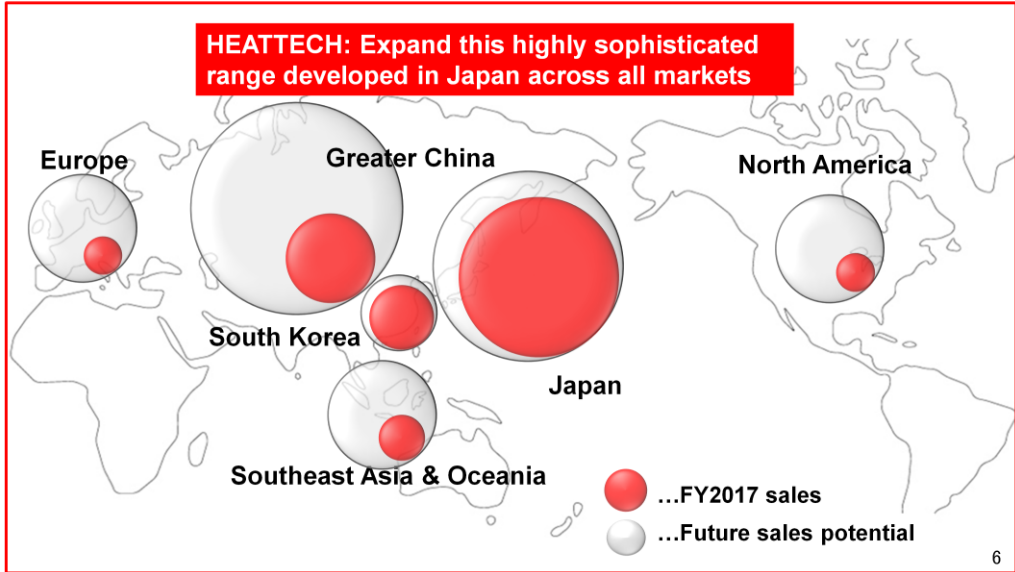 HEATTECH: Expand this highly sophisticated
range developed in Japan across all markets
Europe
Greater China
North America
South Korea
Japan
Southeast Asia & Oceania
...FY2017 sales
...Future sales potential
6